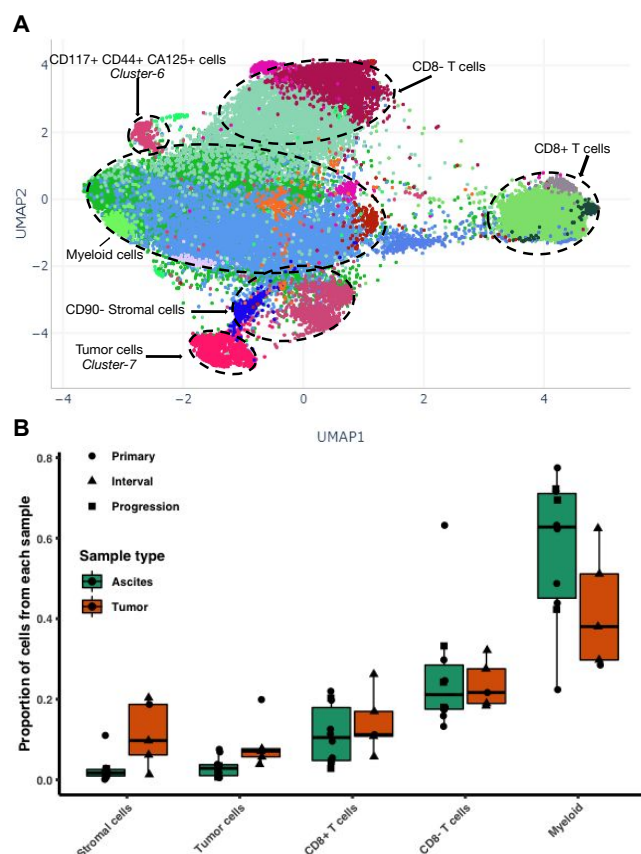 A
CD117+ CD44+ CA125+ cells
Cluster-6
CD8- T cells
CD8+ T cells
Myeloid cells
CD90- Stromal cells
Tumor cells
Cluster-7
UMAP2
4
2
0
−2
−4
−4
−2
0
2
4
UMAP1
B
Primary
Interval
Progression
Sample type
Ascites
Tumor
Proportion of cells from each sample
0.8
0.6
0.4
0.2
0.0
Stromal cells
Tumor cells
CD8+ T cells
CD8- T cells
Myeloid